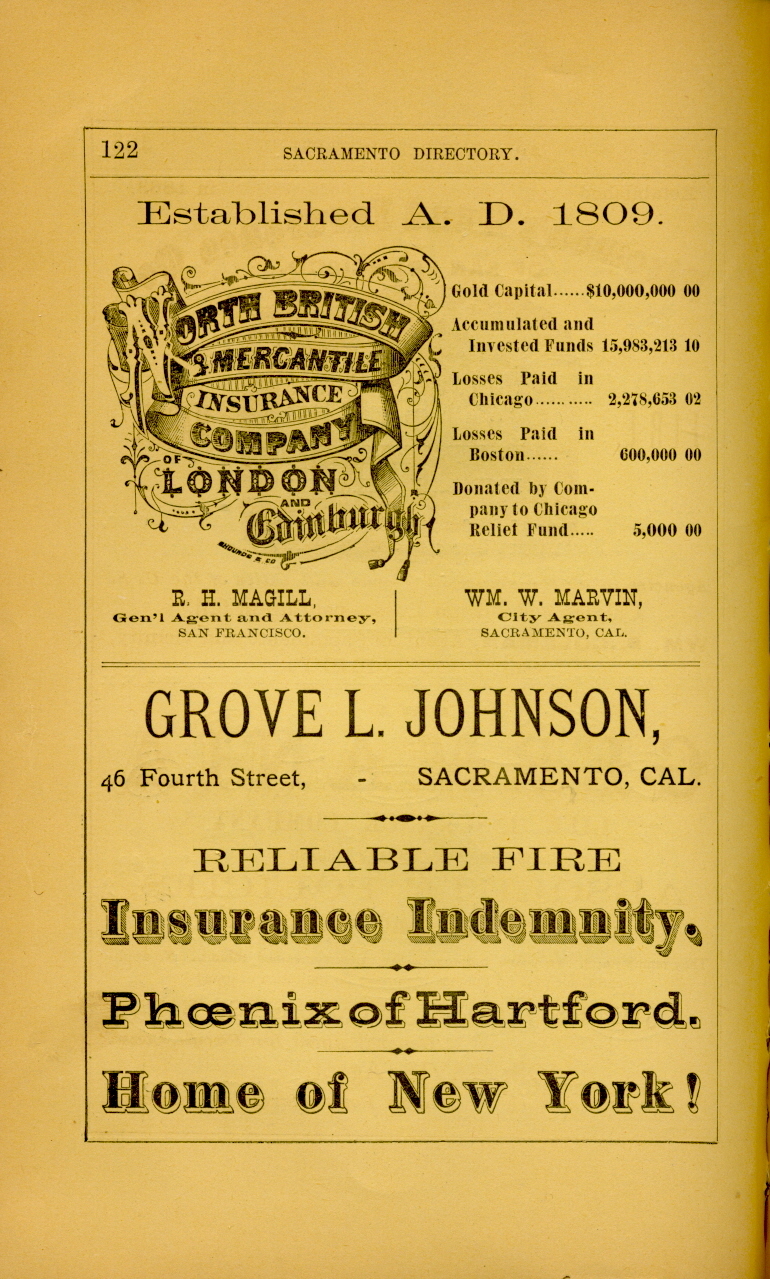 122
SACRAMENTO DIRECTORY.
Established A. D. 1809.
NORTH BRITISH
& MERCANTILE
INSURANCE
COMPANY
OF
LONDON
AND
Edinburgh
Gold Capital......$10,000,000 00
Accumulated and
Invested Funds 15,983,213 10
Losses Paid in
Chicago........... 2,278,653 02
Losses Paid in
Boston...... 600,000 00
Donated by Com-
pany to Chicago
Relief Fund..... 5,000 00
R. H. MAGILL,
Gen'l Agent and Attorney,
SAN FRANCISCO.
WM. W. MARVIN,
City Agent,
SACRAMENTO, CAL.
GROVE L. JOHNSON,
46 Fourth Street, - SACRAMENTO, CAL.
RELIABLE FIRE
Insurance Indemnity.
Phœnix of Hartford.
Home of New York!